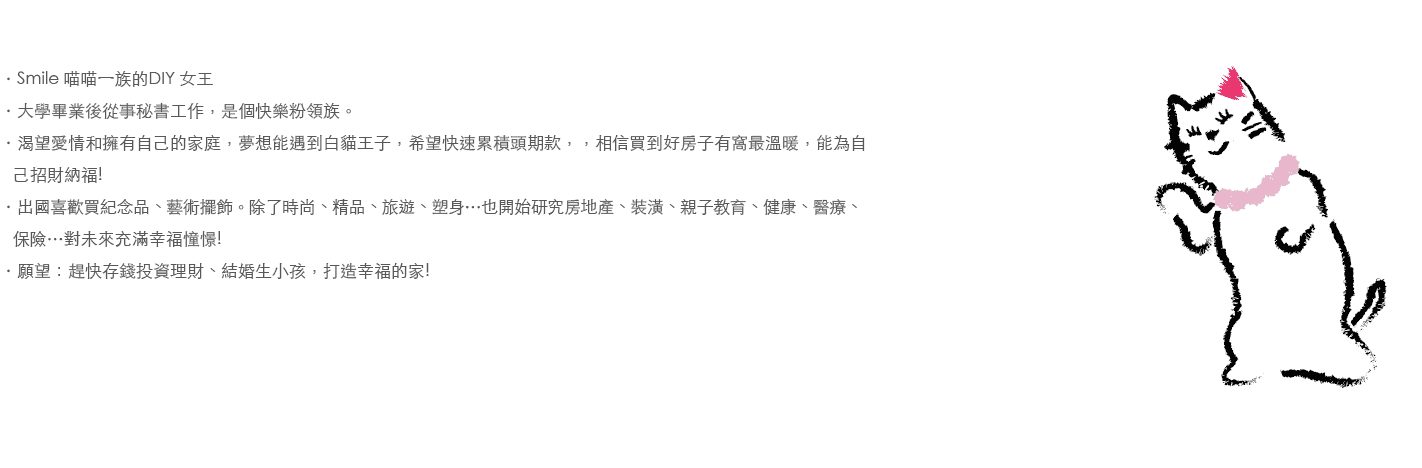 ・Smile 喵喵一族的DIY 女王
・大學畢業後從事秘書工作，是個快樂粉領族。
・渴望愛情和擁有自己的家庭，夢想能遇到白貓王子，希望快速累積頭期款，，相信買到好房子有窩最溫暖，能為自
己招財納福!
・出國喜歡買紀念品、藝術擺飾。除了時尚、精品、旅遊、塑身…也開始研究房地產、裝潢、親子教育、健康、醫療、
保險…對未來充滿幸福憧憬!
・願望：趕快存錢投資理財、結婚生小孩，打造幸福的家!